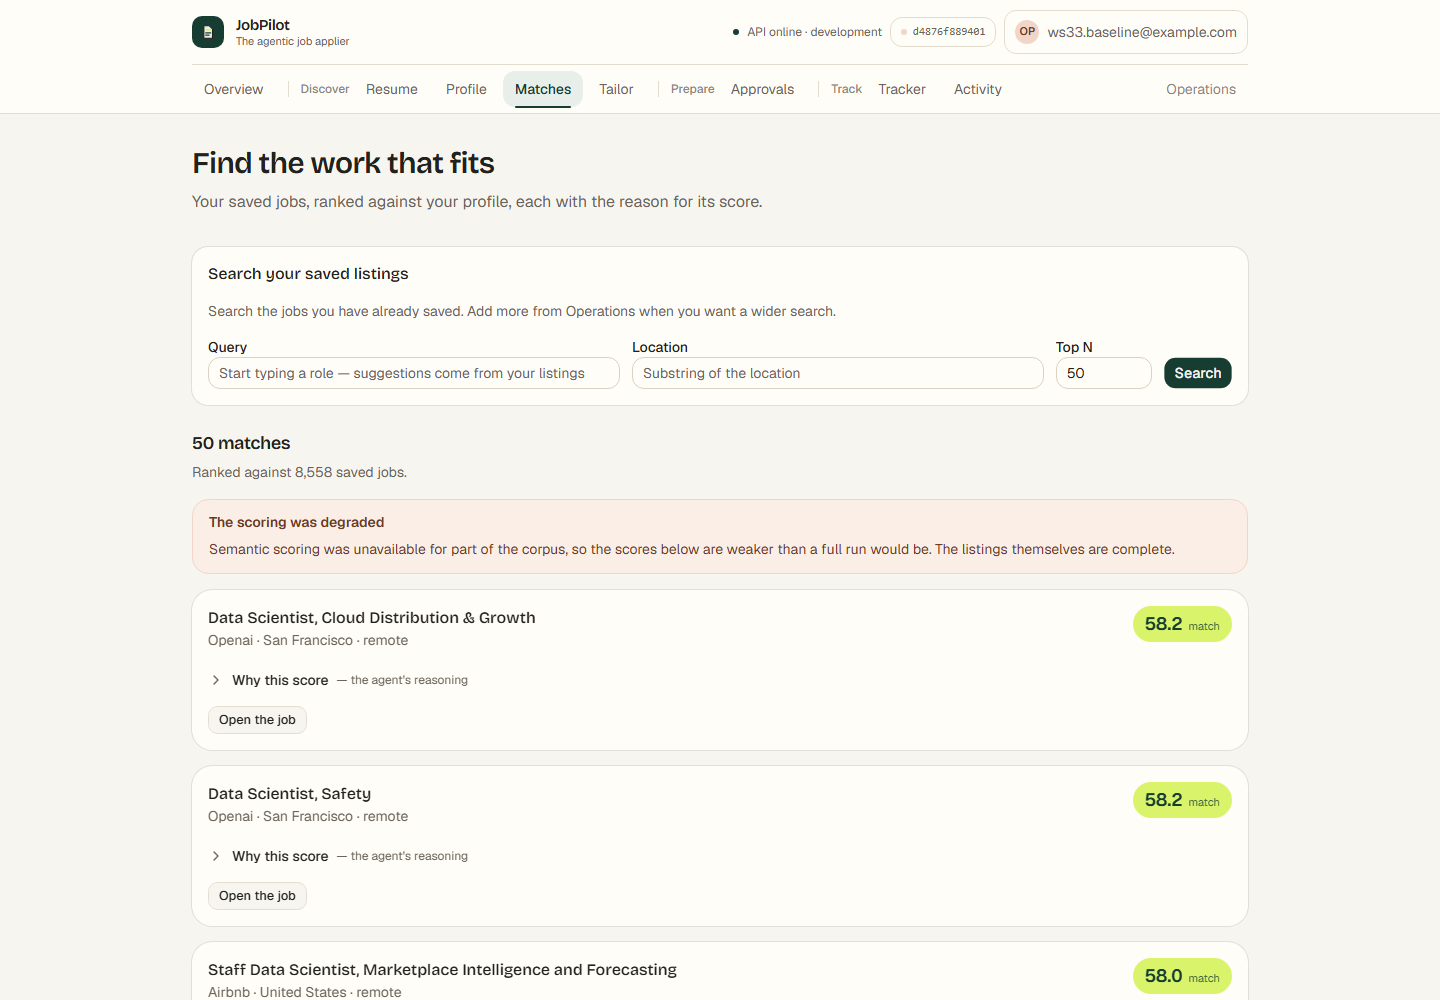 JobPilot
The agentic job applier
API online · development
d4876f889401
OP
ws33.baseline@example.com
Overview
Discover
Resume
Profile
Matches
Tailor
Prepare
Approvals
Track
Tracker
Activity
Operations
Find the work that fits
Your saved jobs, ranked against your profile, each with the reason for its score.
Search your saved listings
Search the jobs you have already saved. Add more from Operations when you want a wider search.
Query
Location
Top N
Start typing a role — suggestions come from your listings
Substring of the location
50
Search
50 matches
Ranked against 8,558 saved jobs.
The scoring was degraded
Semantic scoring was unavailable for part of the corpus, so the scores below are weaker than a full run would be. The listings themselves are complete.
Data Scientist, Cloud Distribution & Growth
58.2 match
Openai · San Francisco · remote
Why this score — the agent's reasoning
Open the job
Data Scientist, Safety
58.2 match
Openai · San Francisco · remote
Why this score — the agent's reasoning
Open the job
Staff Data Scientist, Marketplace Intelligence and Forecasting
58.0 match
Airbnb · United States · remote